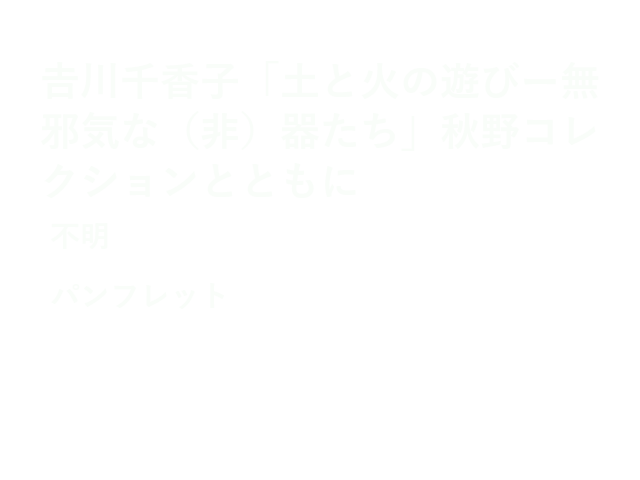 吉川千香子「土と火の遊びー無
邪気な（非）器たち」秋野コレ
クションとともに
不明
パンフレット